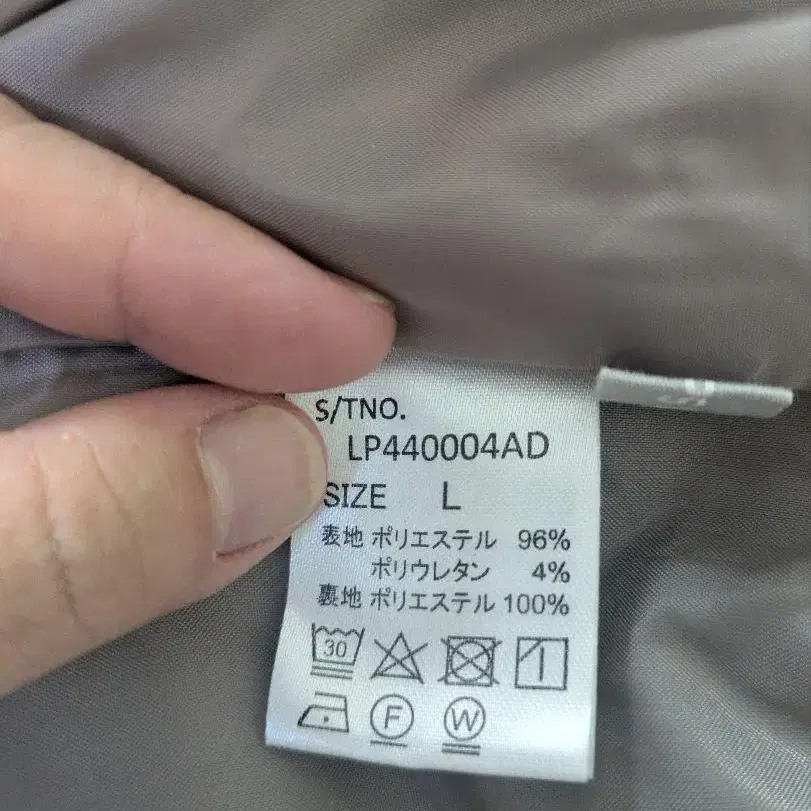 S/TNO.
LP440004AD
SIZE L
表地 ポリエステル 96%
ポリウレタン 4%
裏地 ポリエステル 100%
30
F
W